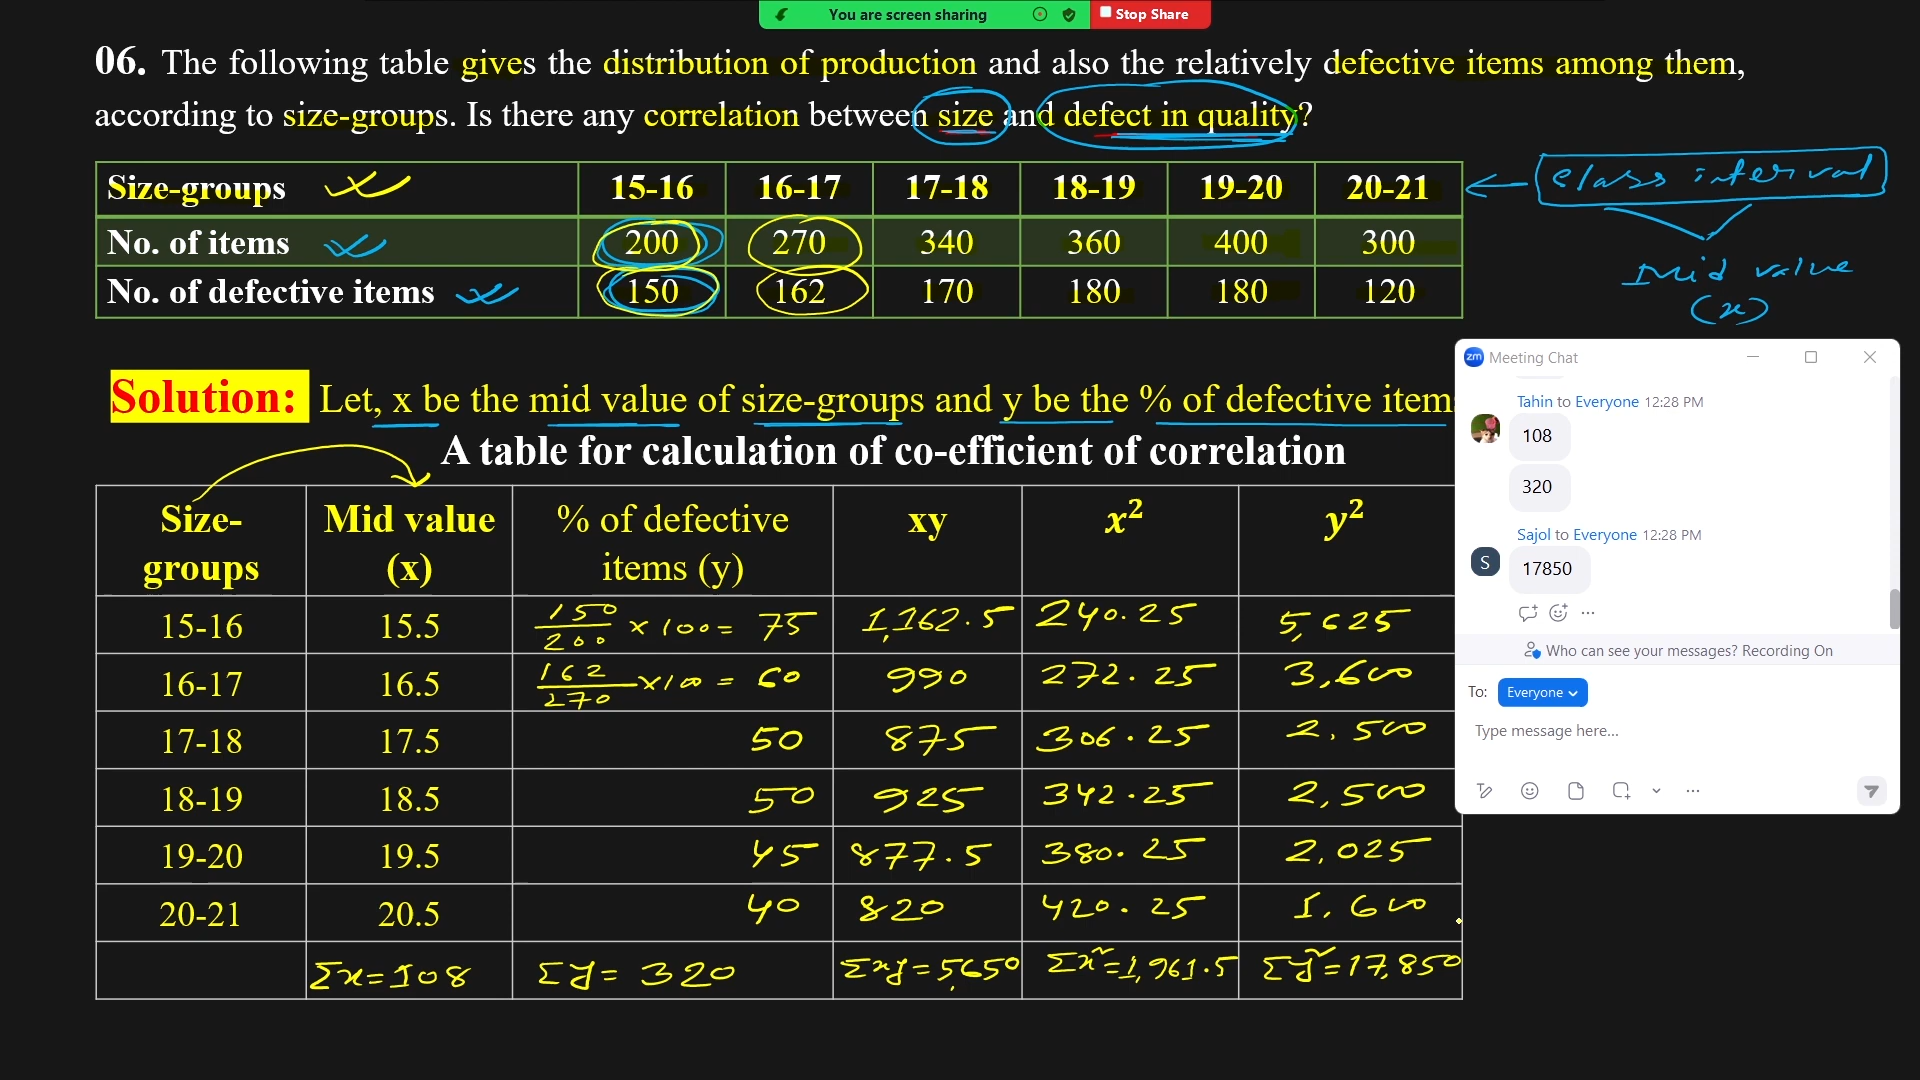 You are screen sharing
Stop Share
06. The following table gives the distribution of production and also the relatively defective items among them,
according to size-groups. Is there any correlation between size and defect in quality?
Size-groups 15-16 16-17 17-18 18-19 19-20 20-21
No. of items 200 270 340 360 400 300
No. of defective items 150 162 170 180 180 120
class interval
Mid value
(x)
Solution: Let, x be the mid value of size-groups and y be the % of defective item
A table for calculation of co-efficient of correlation
Size-groups Mid value (x) % of defective items (y) xy x² y²
15-16 15.5 150/200 × 100 = 75 1,162.5 240.25 5,625
16-17 16.5 162/270 ×100 = 60 990 272.25 3,600
17-18 17.5 50 875 306.25 2,500
18-19 18.5 50 925 342.25 2,500
19-20 19.5 45 877.5 380.25 2,025
20-21 20.5 40 820 420.25 1,600
Σx=108 Σy= 320 Σxy=5,650 Σx²=1,961.5 Σy²=17,850
zm Meeting Chat
Tahin to Everyone 12:28 PM
108
320
Sajol to Everyone 12:28 PM
S
17850
Who can see your messages? Recording On
To: Everyone
Type message here...